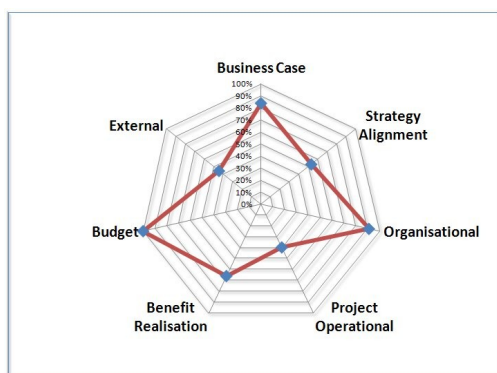 Business Case
100%
90%
80%
70%
60%
50%
40%
30%
20%
10%
0%
Strategy
Alignment
Organisational
Project
Operational
Benefit
Realisation
Budget
External